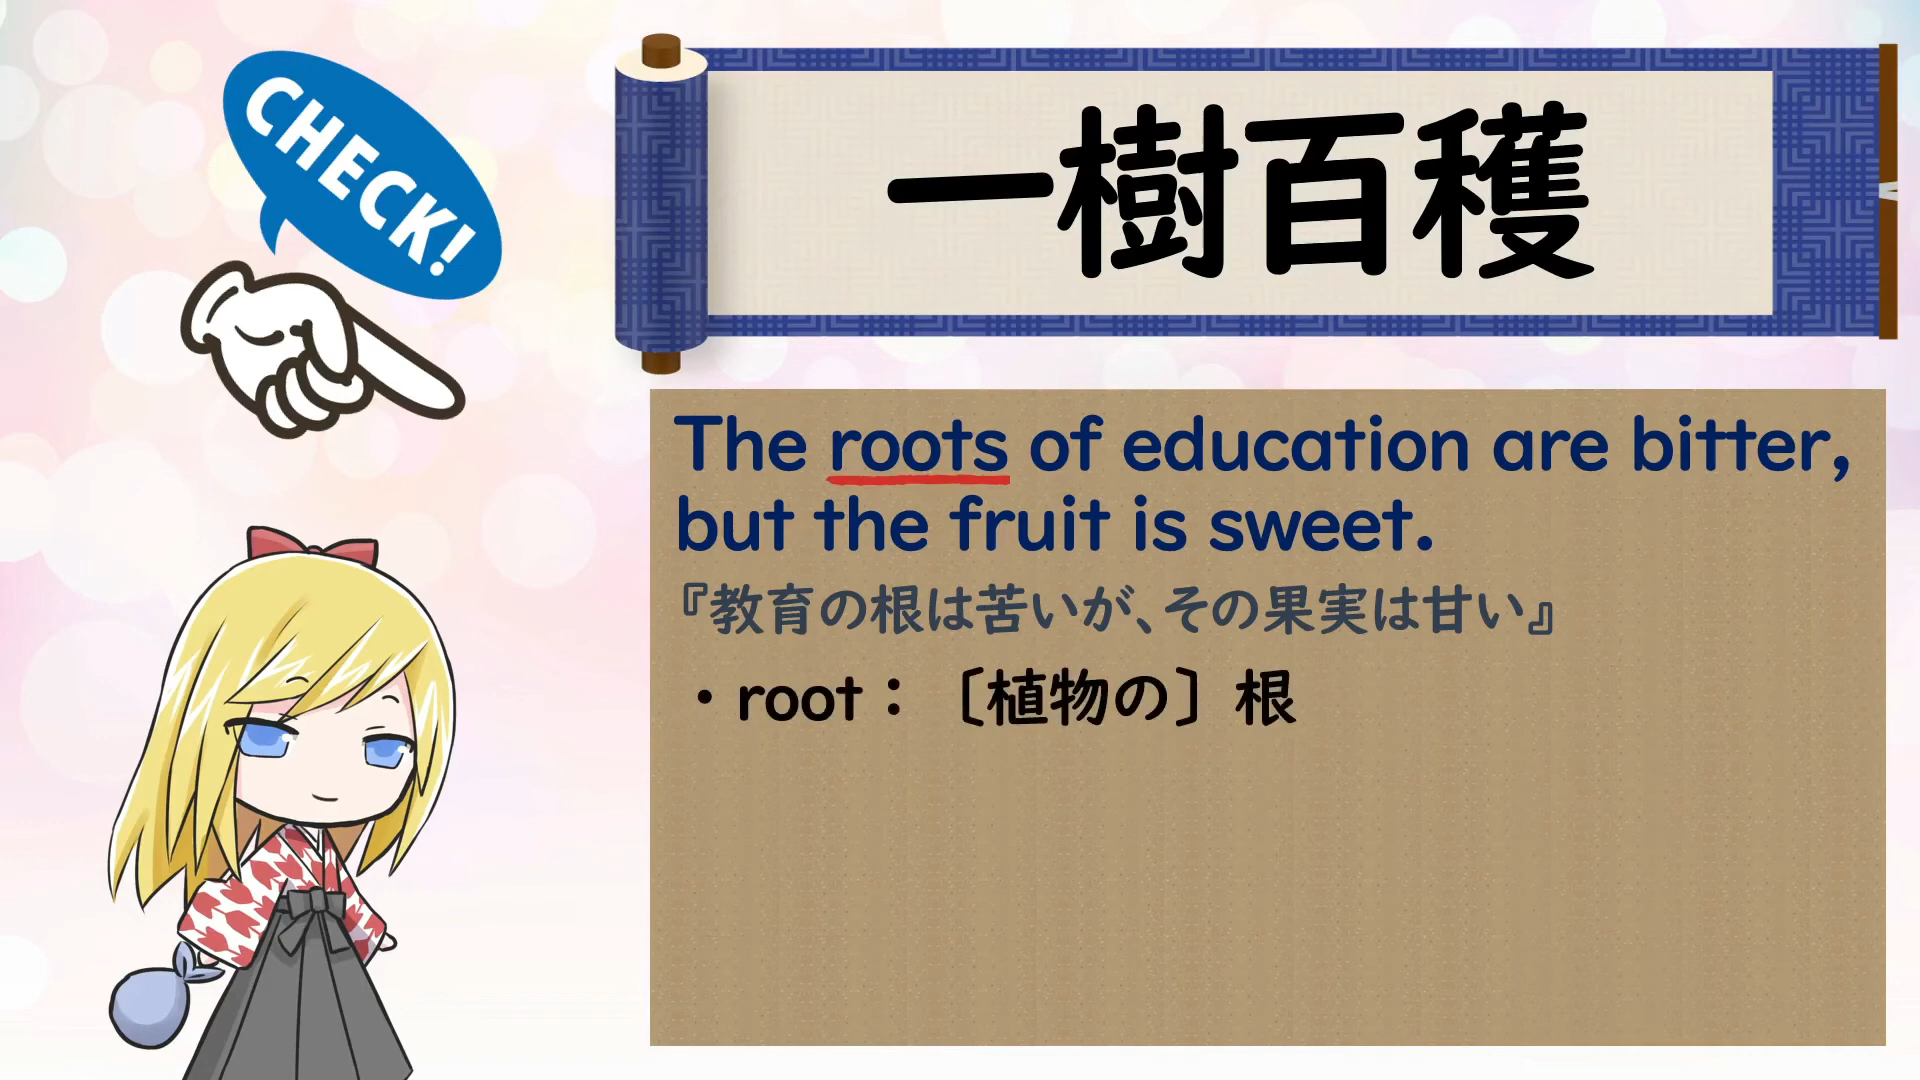 CHECK!
一樹百穫
The roots of education are bitter,
but the fruit is sweet.
『教育の根は苦いが、その果実は甘い』
・root：〔植物の〕根